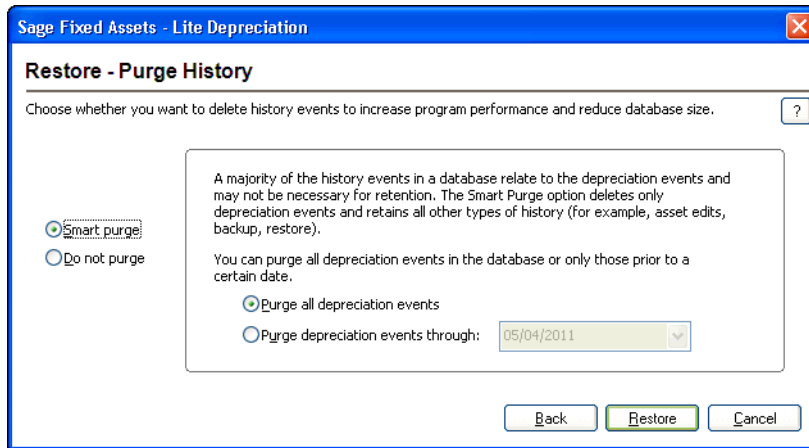 Sage Fixed Assets - Lite Depreciation
Restore - Purge History
Choose whether you want to delete history events to increase program performance and reduce database size.
?
A majority of the history events in a database relate to the depreciation events and
may not be necessary for retention. The Smart Purge option deletes only
depreciation events and retains all other types of history (for example, asset edits,
backup, restore).
Smart purge
Do not purge
You can purge all depreciation events in the database or only those prior to a
certain date.
Purge all depreciation events
Purge depreciation events through: 05/04/2011
Back Restore Cancel